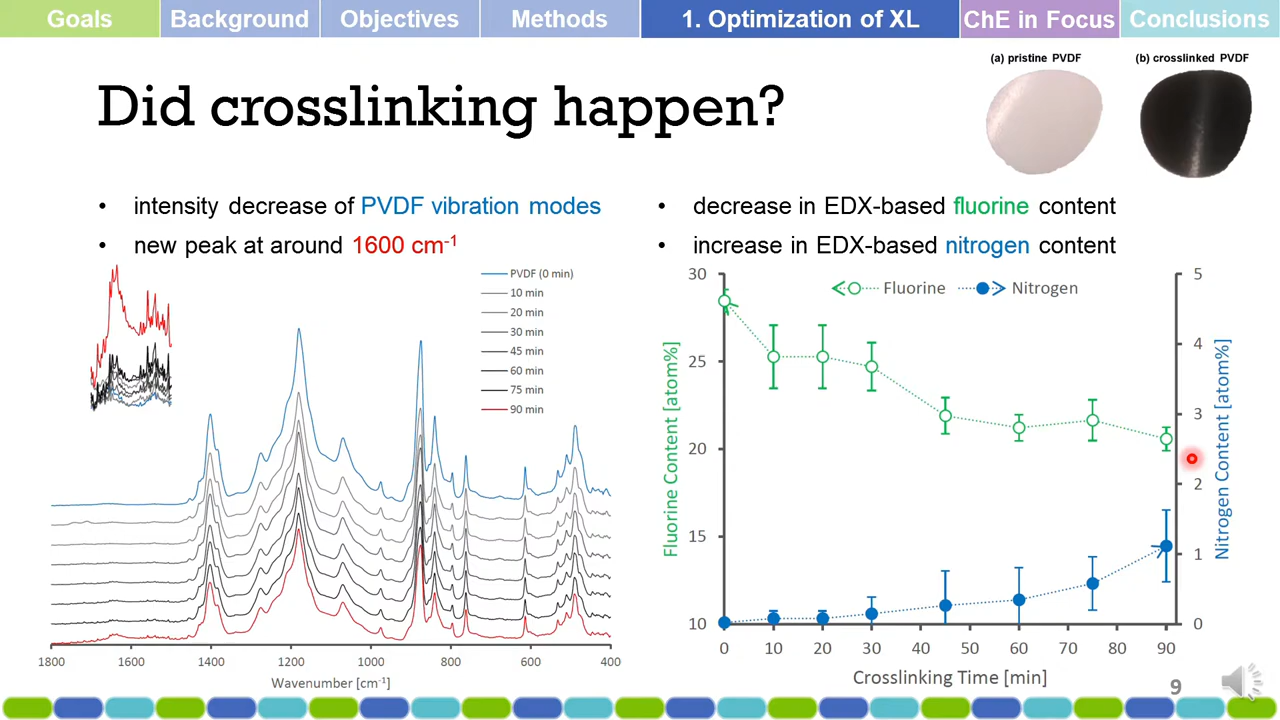 Goals
Background
Objectives
Methods
1. Optimization of XL
ChE in Focus
Conclusions
Did crosslinking happen?
(a) pristine PVDF
(b) crosslinked PVDF
• intensity decrease of PVDF vibration modes
• new peak at around 1600 cm⁻¹
• decrease in EDX-based fluorine content
• increase in EDX-based nitrogen content
PVDF (0 min)
10 min
20 min
30 min
45 min
60 min
75 min
90 min
1800 1600 1400 1200 1000 800 600 400
Wavenumber [cm⁻¹]
Fluorine
Nitrogen
30
25
20
15
10
Fluorine Content [atom%]
5
4
3
2
1
0
Nitrogen Content [atom%]
0 10 20 30 40 50 60 70 80 90
Crosslinking Time [min]
9